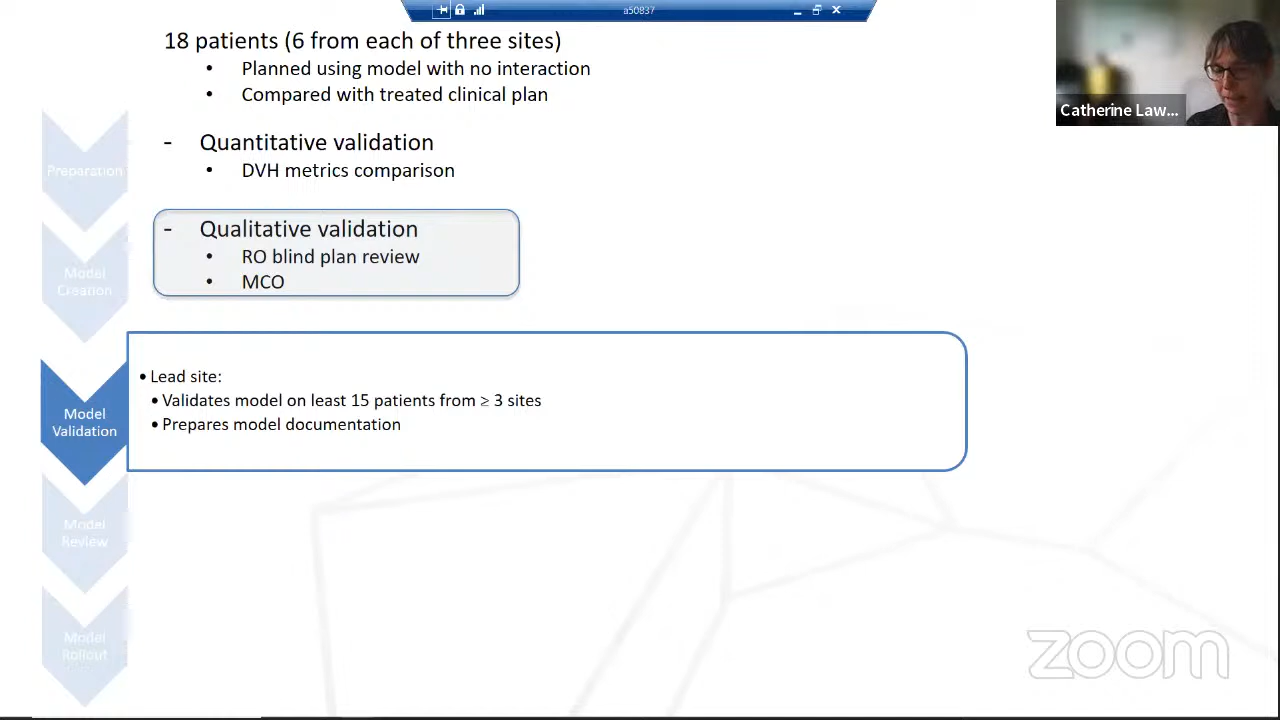 a50837
18 patients (6 from each of three sites)
• Planned using model with no interaction
• Compared with treated clinical plan
- Quantitative validation
• DVH metrics comparison
- Qualitative validation
• RO blind plan review
• MCO
Preparation
Model
Creation
Model
Validation
Model
Review
Model
Rollout
• Lead site:
• Validates model on least 15 patients from ≥ 3 sites
• Prepares model documentation
Catherine Law...
zoom